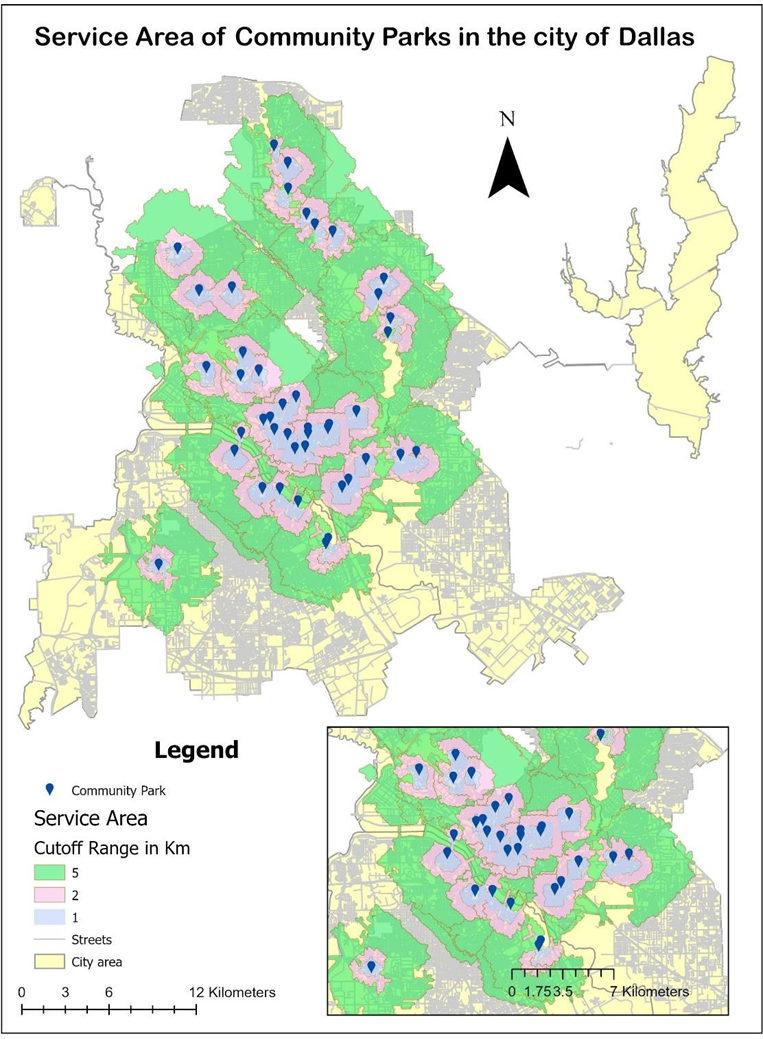 Service Area of Community Parks in the city of Dallas
N
Legend
Community Park
Service Area
Cutoff Range in Km
5
2
1
Streets
City area
0 3 6 12 Kilometers
0 1.75 3.5 7 Kilometers